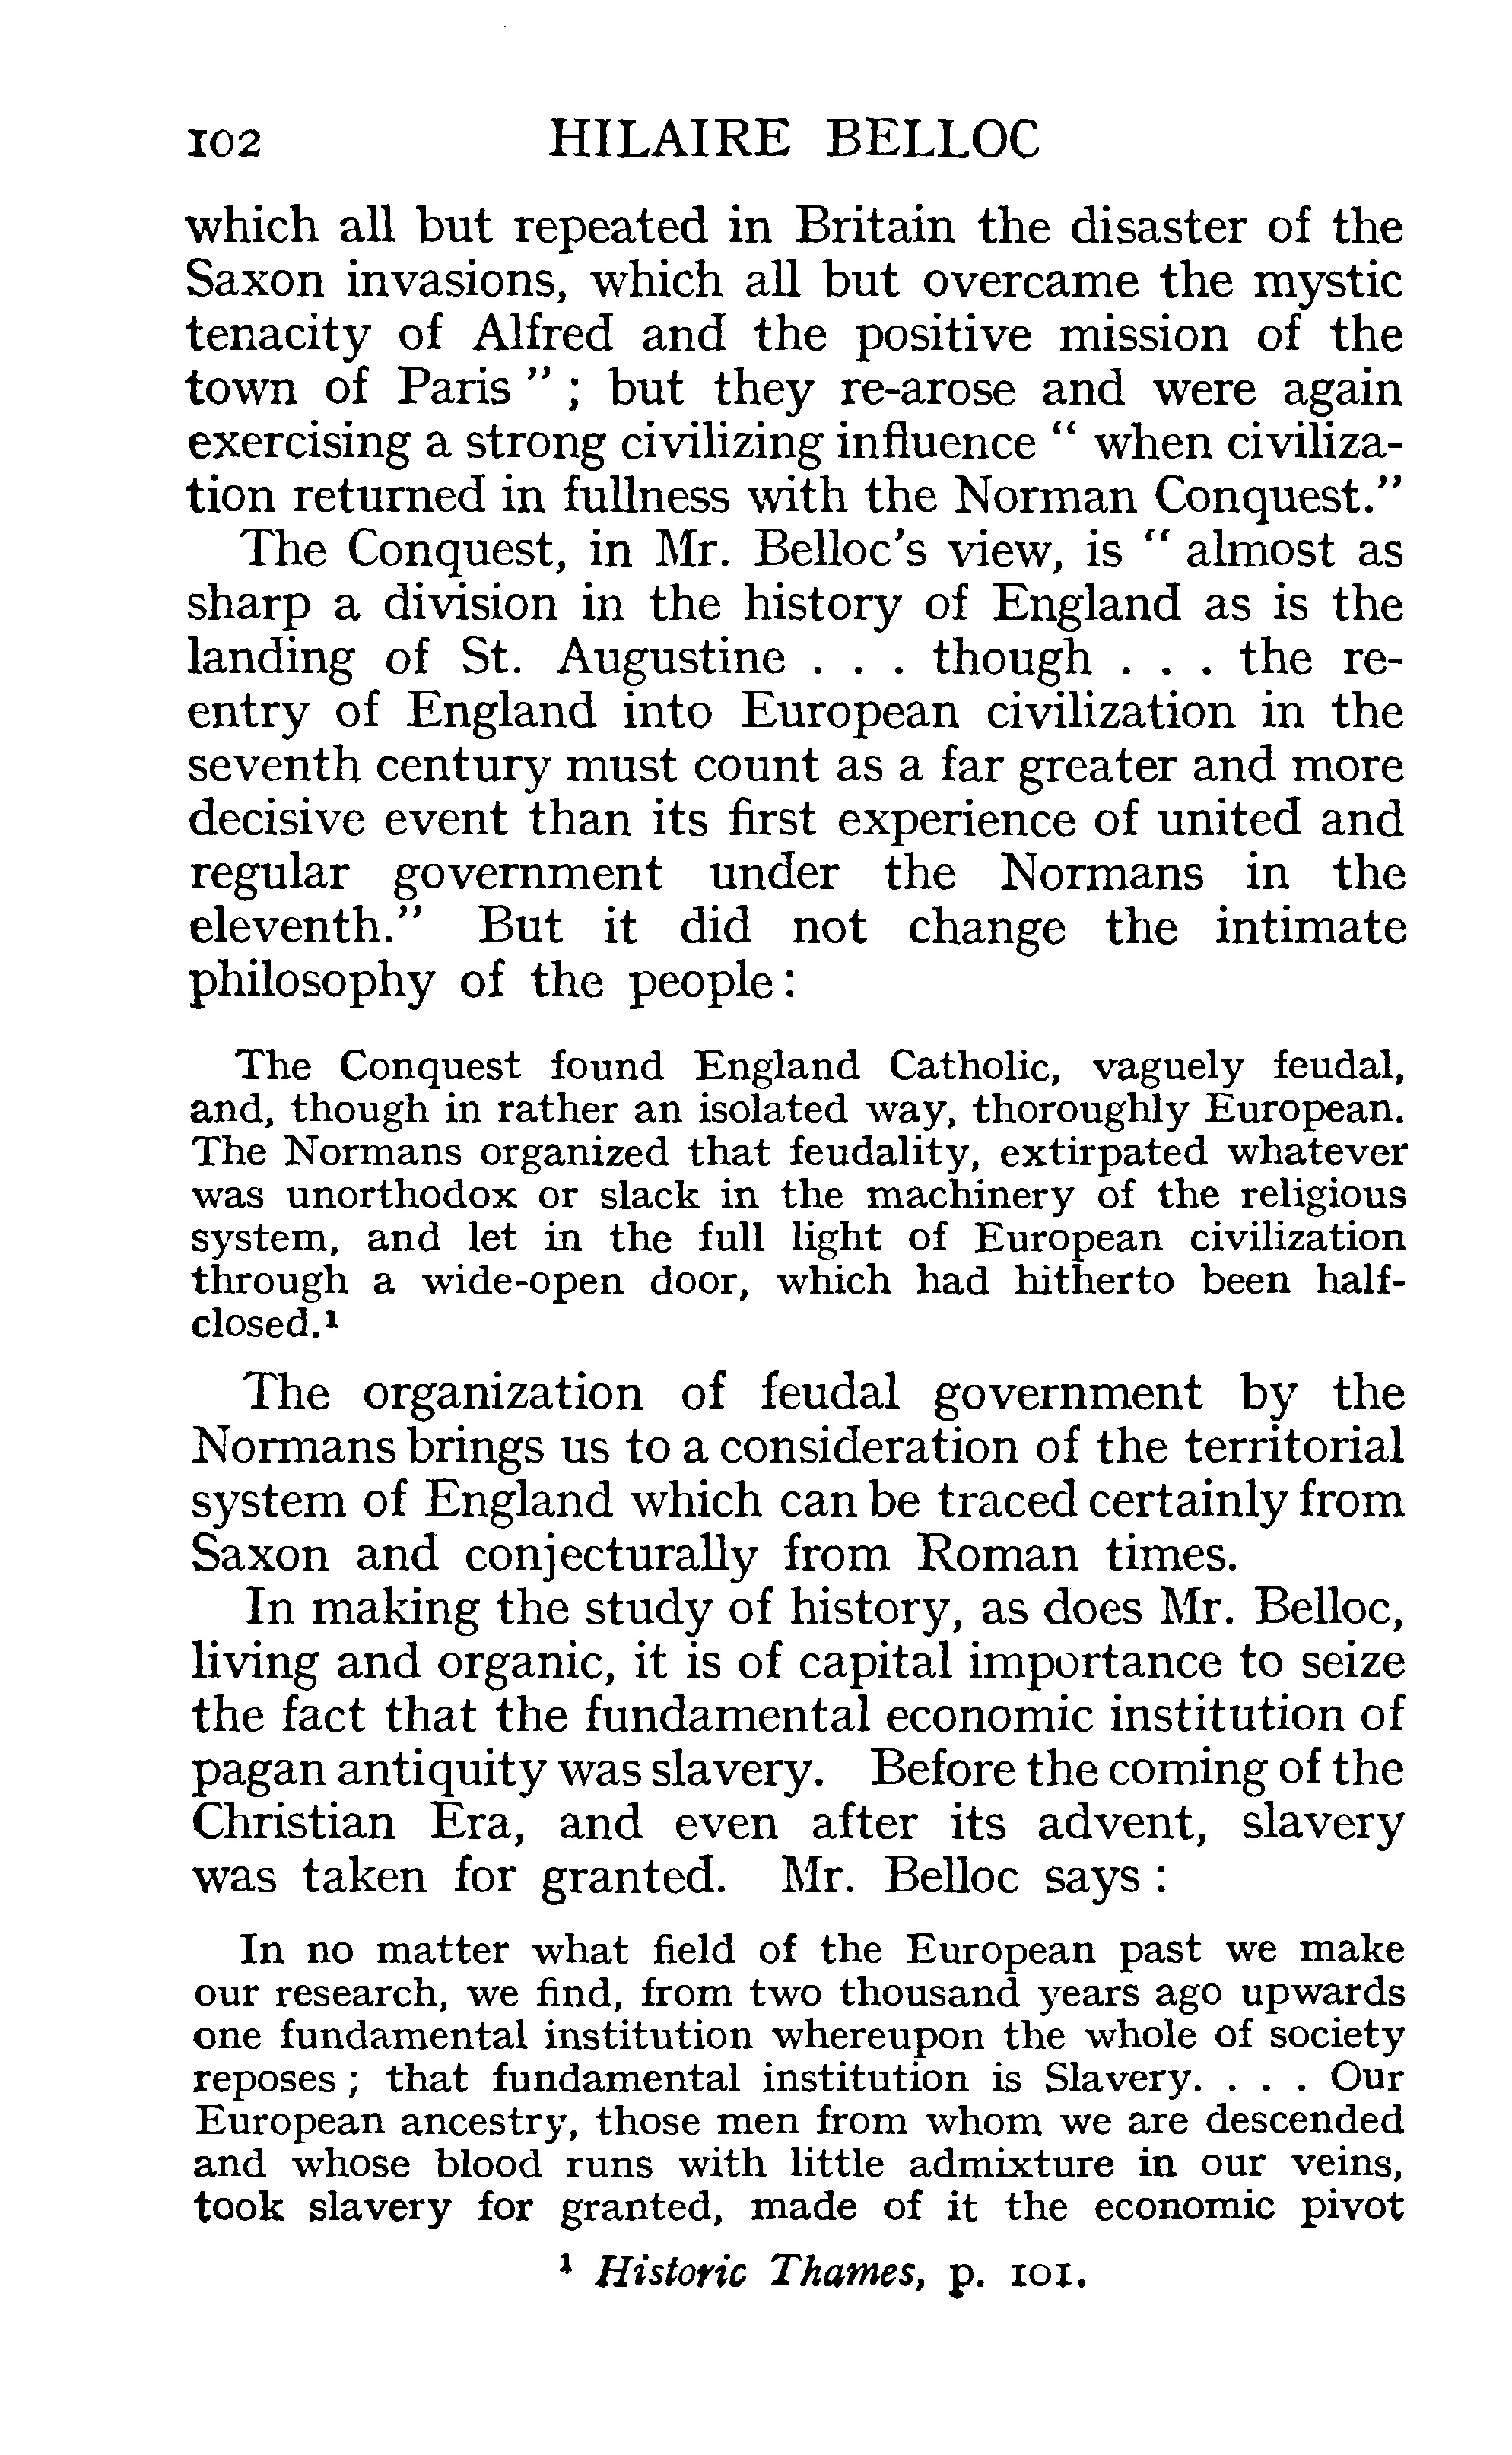 102 HILAIRE BELLOC
which all but repeated in Britain the disaster of the
Saxon invasions, which all but overcame the mystic
tenacity of Alfred and the positive mission of the
town of Paris " ; but they re-arose and were again
exercising a strong civilizing influence " when civiliza-
tion returned in fullness with the Norman Conquest."
The Conquest, in Mr. Belloc's view, is " almost as
sharp a division in the history of England as is the
landing of St. Augustine . . . though . . . the re-
entry of England into European civilization in the
seventh century must count as a far greater and more
decisive event than its first experience of united and
regular government under the Normans in the
eleventh." But it did not change the intimate
philosophy of the people :
The Conquest found England Catholic, vaguely feudal,
and, though in rather an isolated way, thoroughly European.
The Normans organized that feudality, extirpated whatever
was unorthodox or slack in the machinery of the religious
system, and let in the full light of European civilization
through a wide-open door, which had hitherto been half-
closed.¹
The organization of feudal government by the
Normans brings us to a consideration of the territorial
system of England which can be traced certainly from
Saxon and conjecturally from Roman times.
In making the study of history, as does Mr. Belloc,
living and organic, it is of capital importance to seize
the fact that the fundamental economic institution of
pagan antiquity was slavery. Before the coming of the
Christian Era, and even after its advent, slavery
was taken for granted. Mr. Belloc says :
In no matter what field of the European past we make
our research, we find, from two thousand years ago upwards
one fundamental institution whereupon the whole of society
reposes ; that fundamental institution is Slavery. . . . Our
European ancestry, those men from whom we are descended
and whose blood runs with little admixture in our veins,
took slavery for granted, made of it the economic pivot
¹ Historic Thames, p. 101.